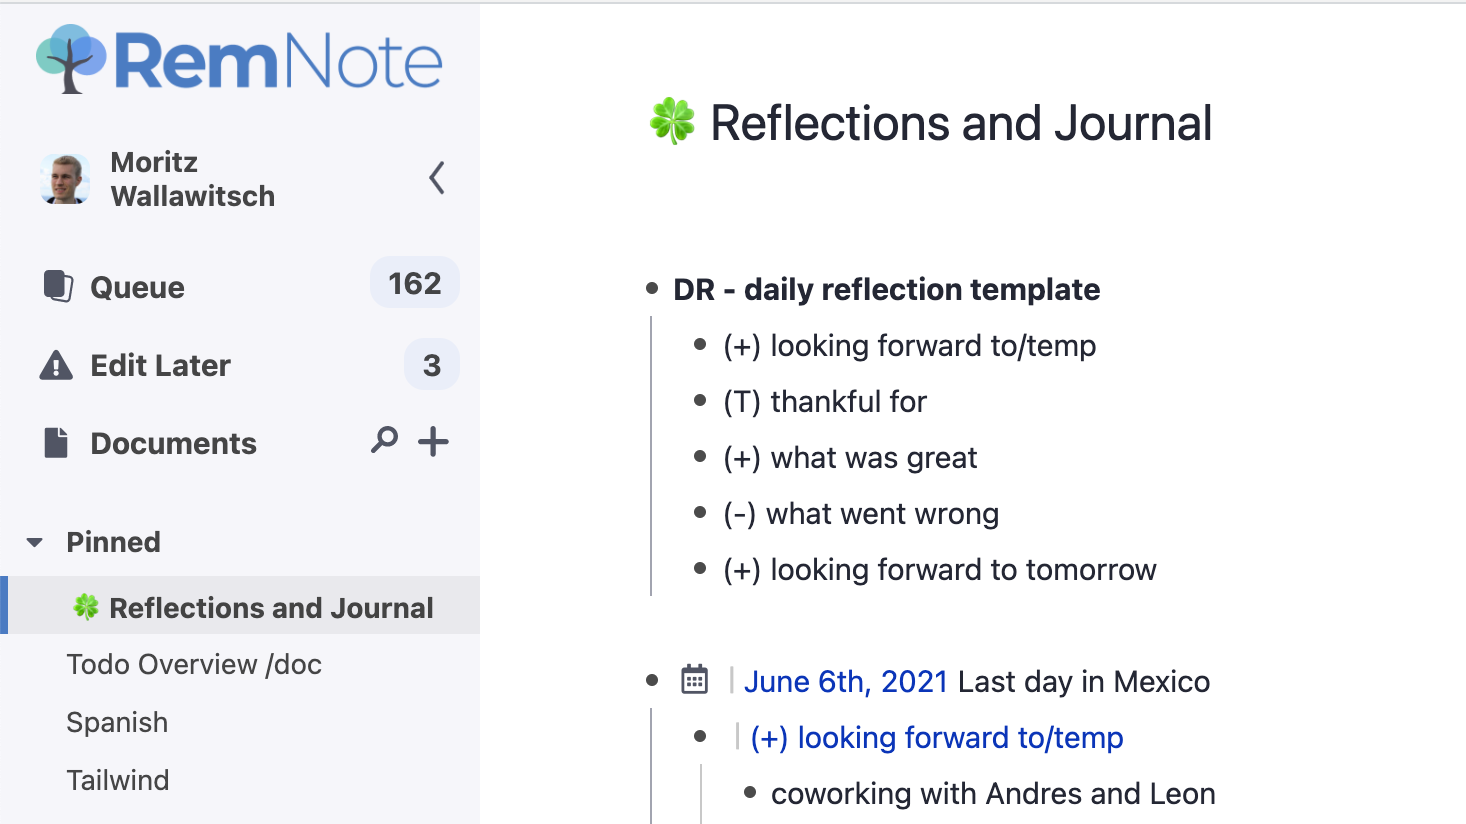 RemNote
Moritz
Wallawitsch
Queue
162
Edit Later
3
Documents
Pinned
Reflections and Journal
Todo Overview /doc
Spanish
Tailwind
Reflections and Journal
DR - daily reflection template
(+) looking forward to/temp
(T) thankful for
(+) what was great
(-) what went wrong
(+) looking forward to tomorrow
June 6th, 2021 Last day in Mexico
(+) looking forward to/temp
coworking with Andres and Leon